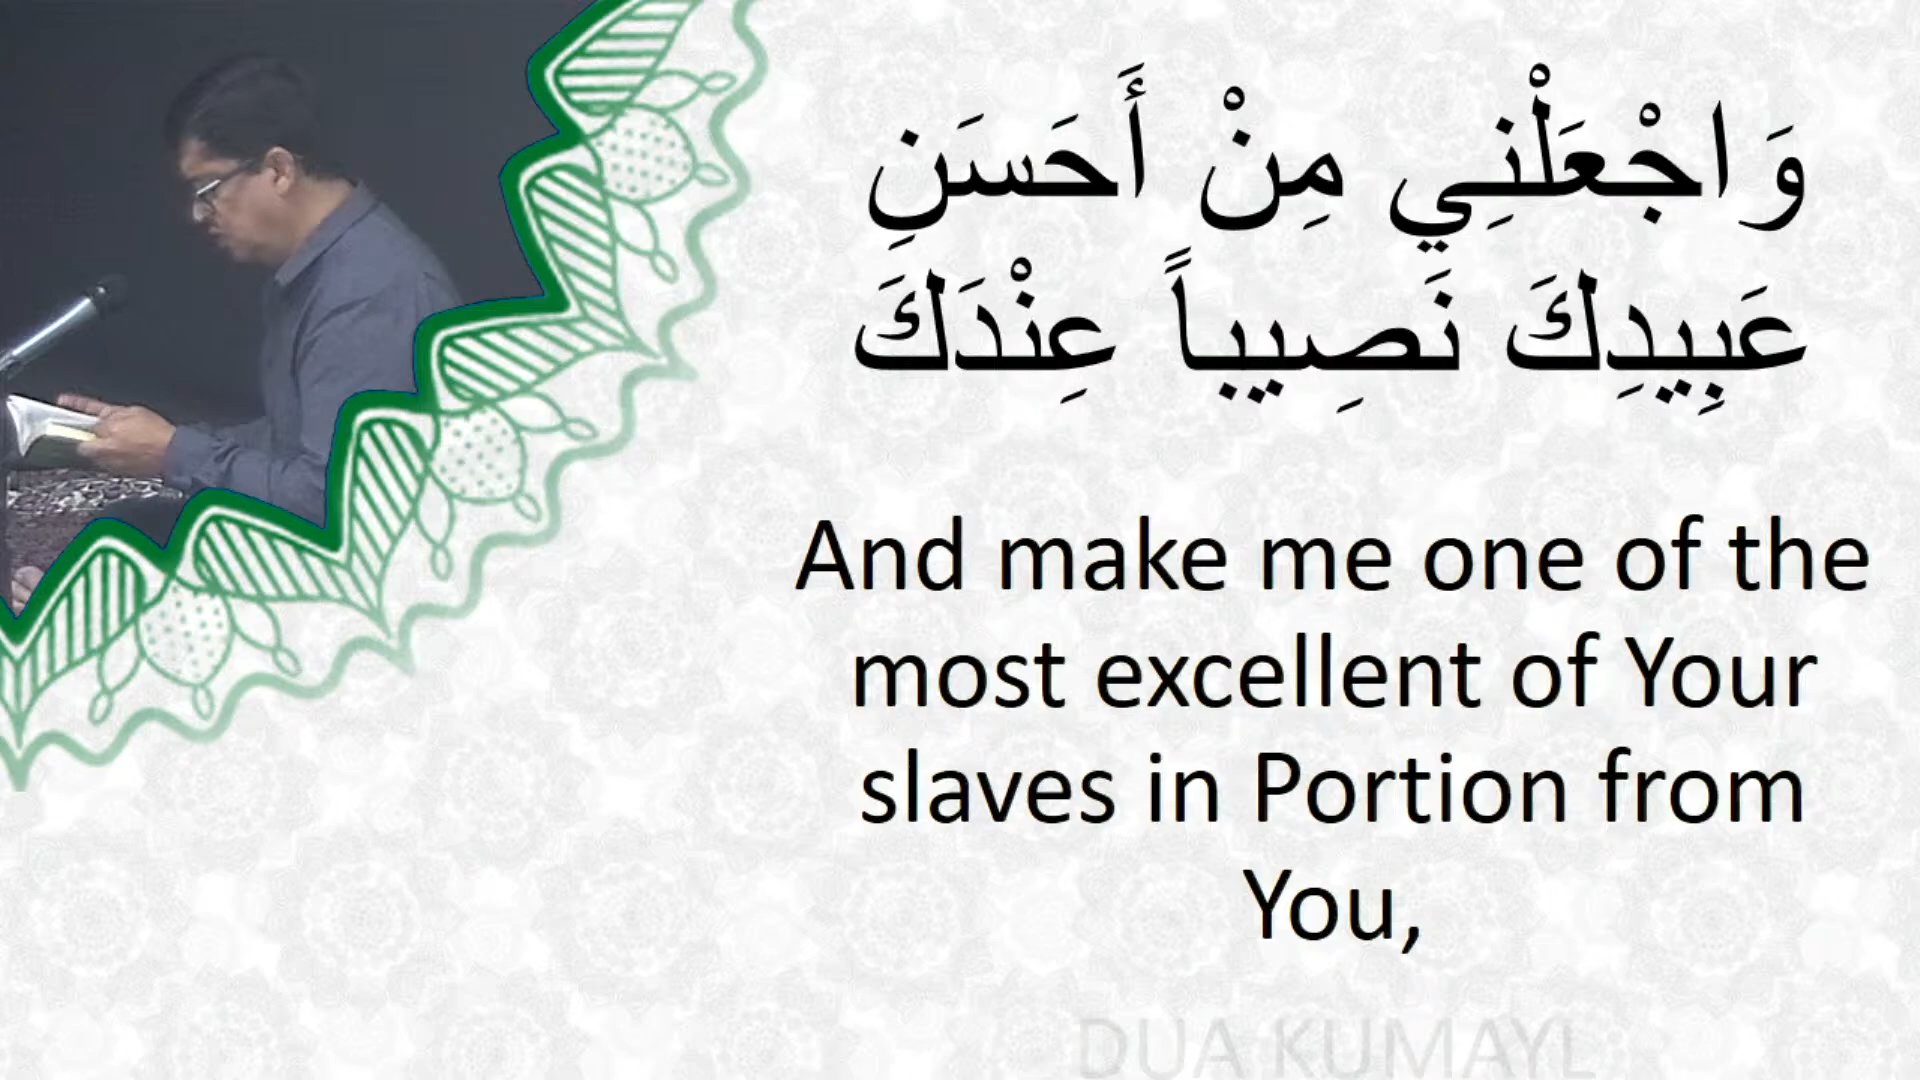 وَاجْعَلْنِي مِنْ أَحَسَنِ
عَبِيدِكَ نَصِيباً عِنْدَكَ
And make me one of the
most excellent of Your
slaves in Portion from
You,
DUA KUMAYL